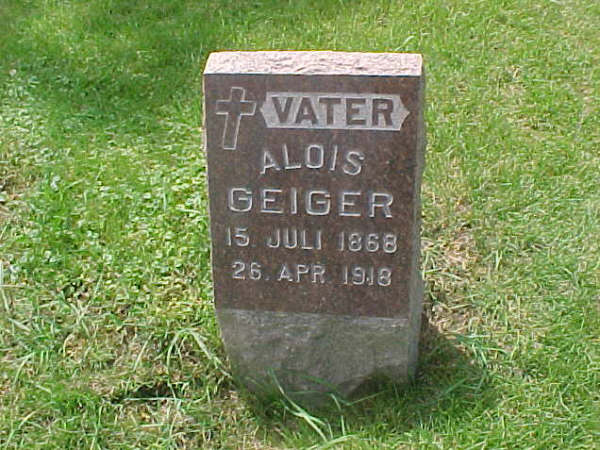 VATER
ALOIS
GEIGER
15. JULI 1868
26. APR 1918